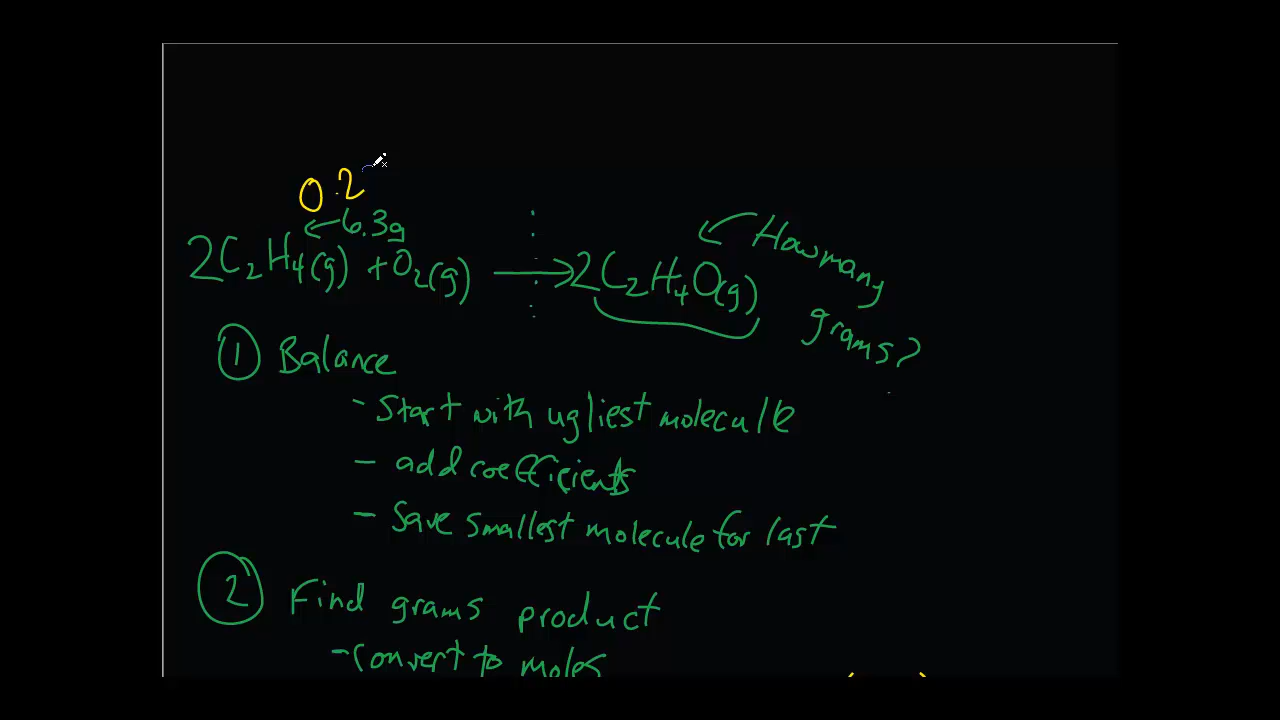 0.2
6.3g
2C₂H₄(g) + O₂(g) → 2C₂H₄O(g)
How many
grams?
① Balance
- Start with ugliest molecule
- add coefficients
- Save smallest molecule for last
② Find grams product
- convert to moles